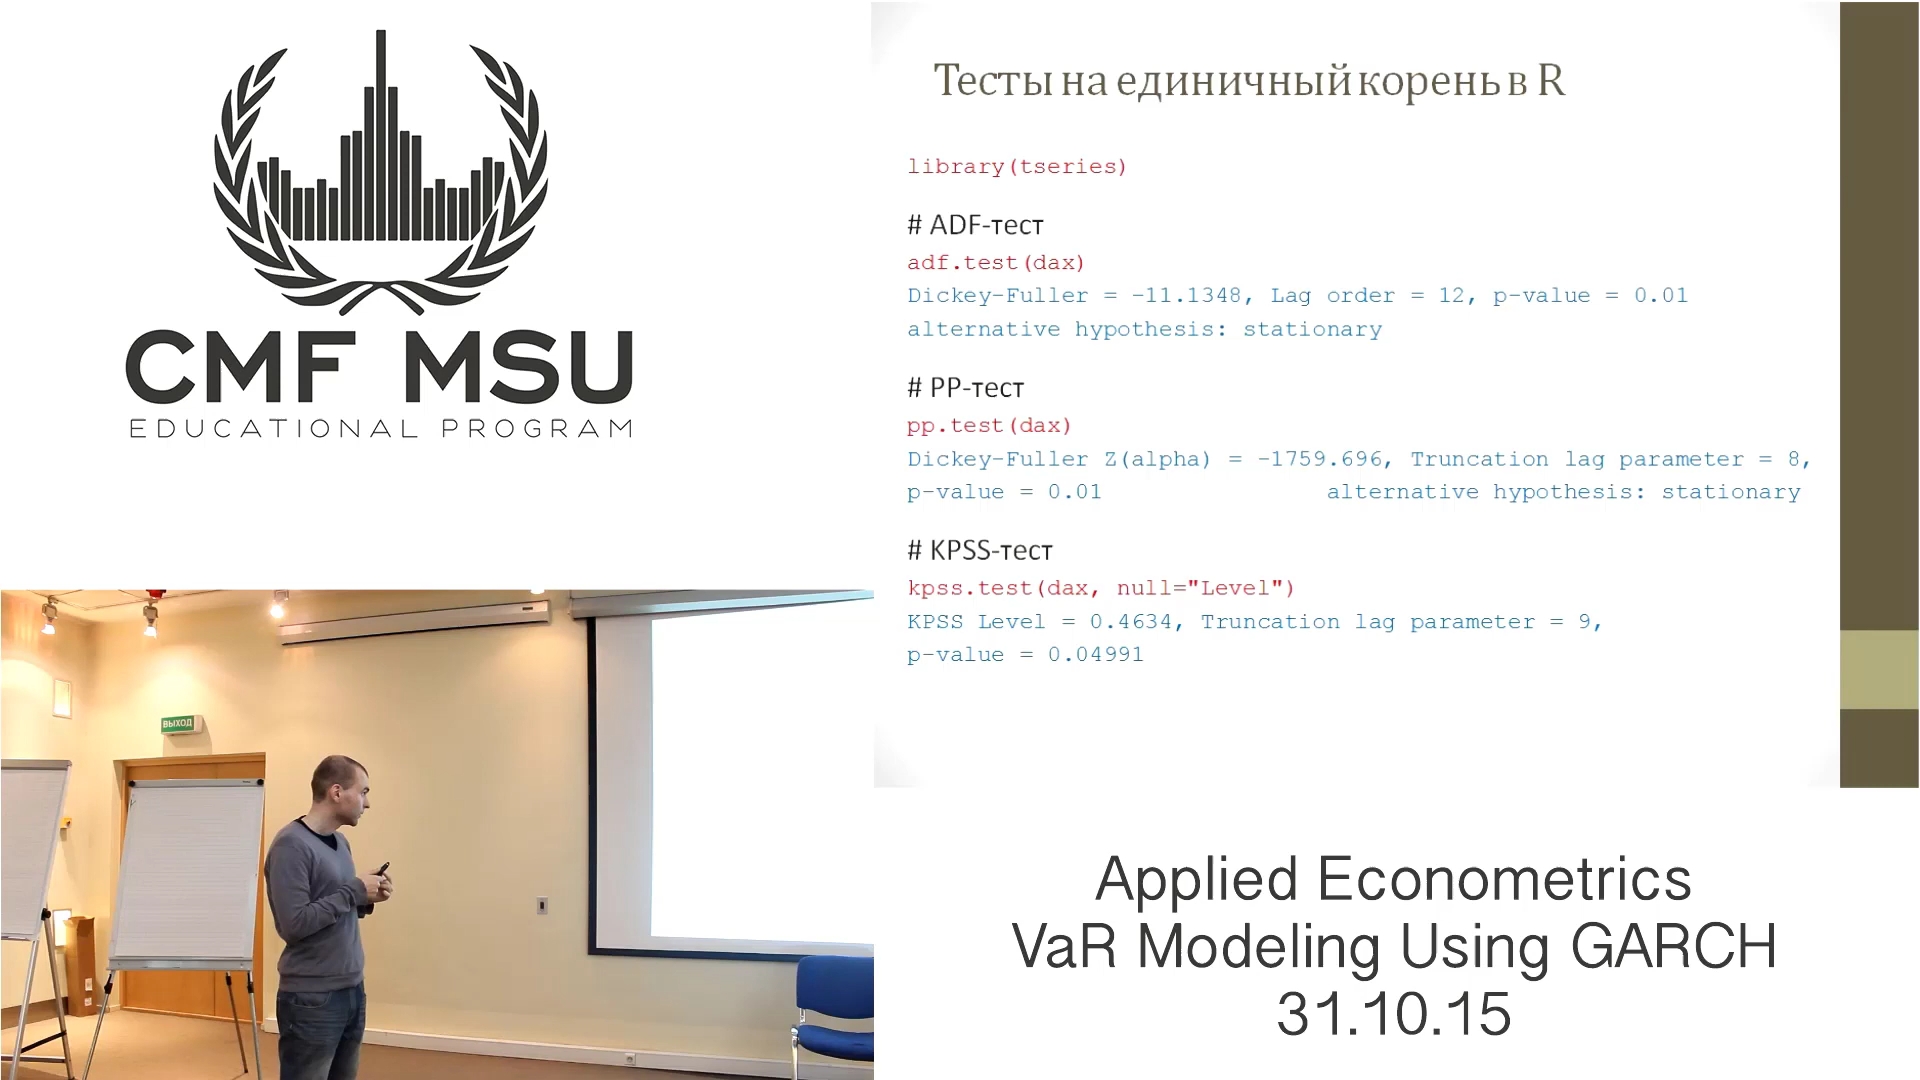 CMF MSU
EDUCATIONAL PROGRAM
Тесты на единичный корень в R
library(tseries)
# ADF-тест
adf.test(dax)
Dickey-Fuller = -11.1348, Lag order = 12, p-value = 0.01
alternative hypothesis: stationary
# PP-тест
pp.test(dax)
Dickey-Fuller Z(alpha) = -1759.696, Truncation lag parameter = 8,
p-value = 0.01 alternative hypothesis: stationary
# KPSS-тест
kpss.test(dax, null="Level")
KPSS Level = 0.4634, Truncation lag parameter = 9,
p-value = 0.04991
ВЫХОД
Applied Econometrics
VaR Modeling Using GARCH
31.10.15